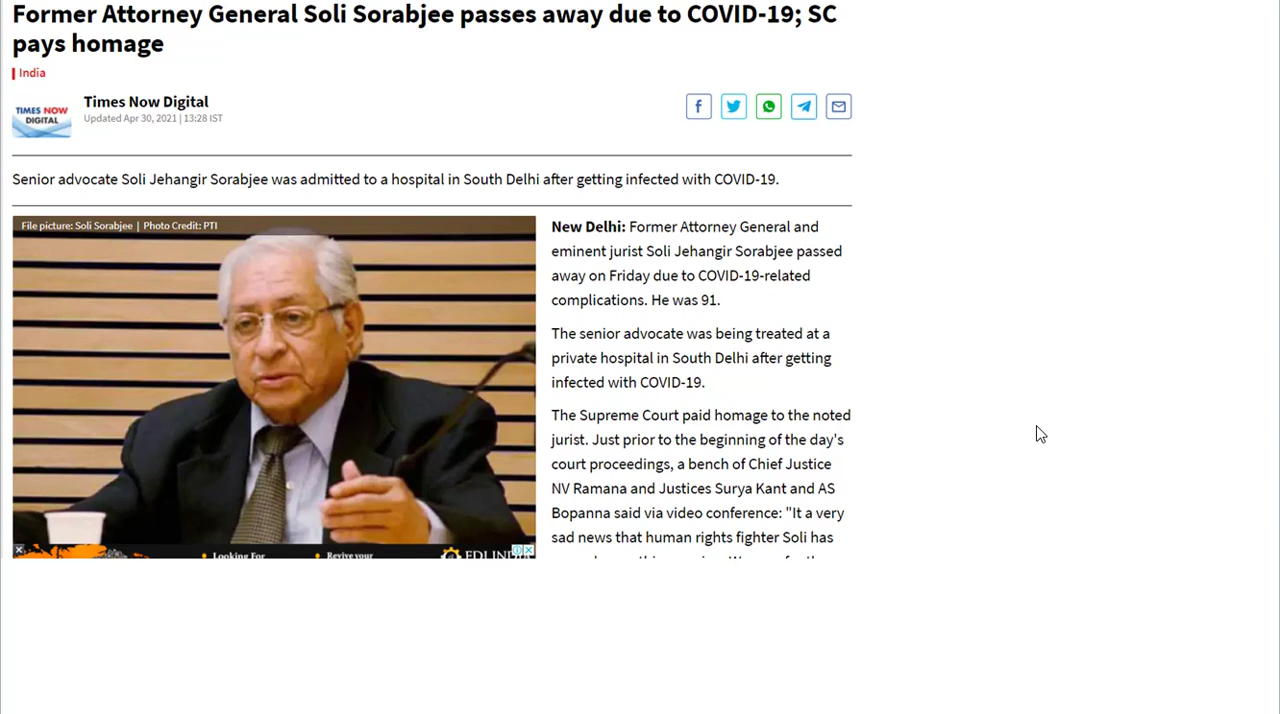 Former Attorney General Soli Sorabjee passes away due to COVID-19; SC
pays homage
India
TIMES NOW
DIGITAL
Times Now Digital
Updated Apr 30, 2021 | 13:28 IST
Senior advocate Soli Jehangir Sorabjee was admitted to a hospital in South Delhi after getting infected with COVID-19.
File picture: Soli Sorabjee | Photo Credit: PTI
New Delhi: Former Attorney General and
eminent jurist Soli Jehangir Sorabjee passed
away on Friday due to COVID-19-related
complications. He was 91.
The senior advocate was being treated at a
private hospital in South Delhi after getting
infected with COVID-19.
The Supreme Court paid homage to the noted
jurist. Just prior to the beginning of the day's
court proceedings, a bench of Chief Justice
NV Ramana and Justices Surya Kant and AS
Bopanna said via video conference: "It a very
sad news that human rights fighter Soli has
Looking For
Revive your